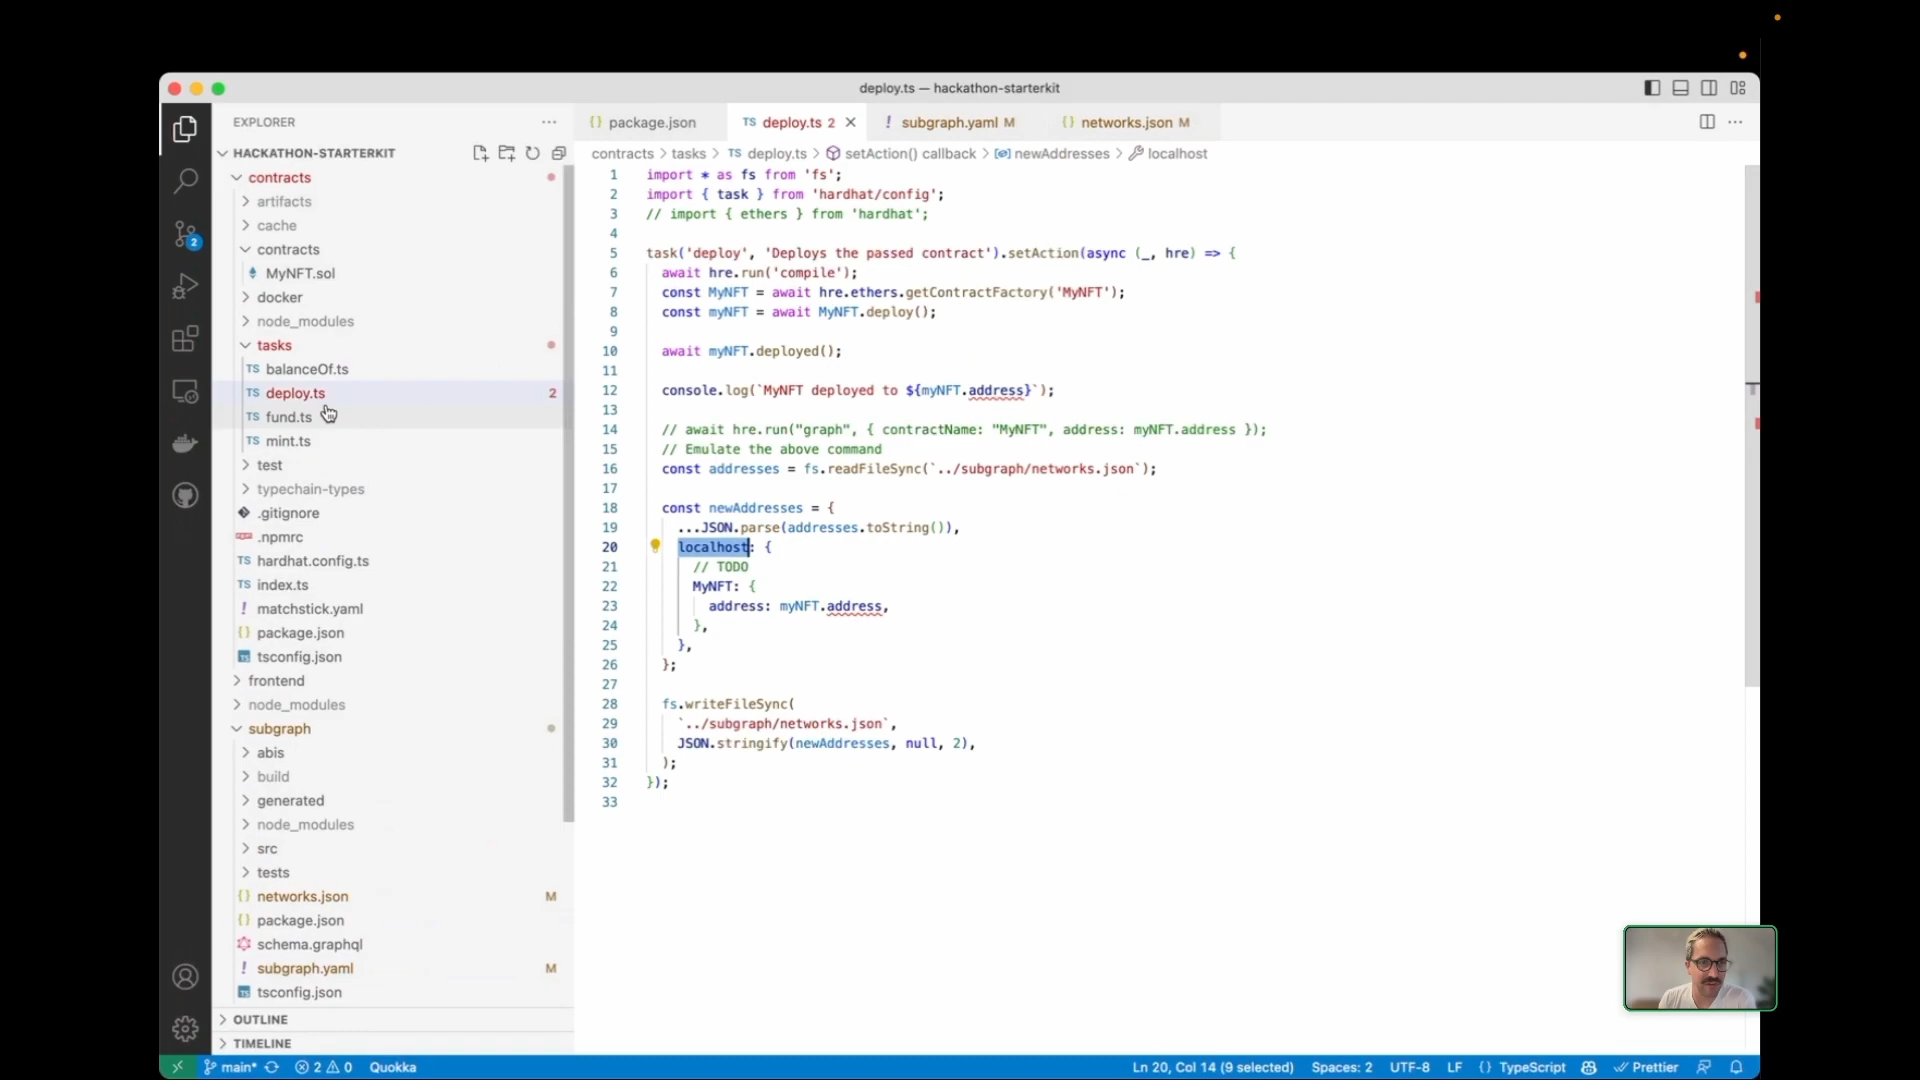 deploy.ts — hackathon-starterkit
EXPLORER
HACKATHON-STARTERKIT
contracts
artifacts
cache
contracts
MyNFT.sol
docker
node_modules
tasks
TS balanceOf.ts
TS deploy.ts 2
TS fund.ts
TS mint.ts
test
typechain-types
.gitignore
.npmrc
TS hardhat.config.ts
TS index.ts
! matchstick.yaml
{} package.json
tsconfig.json
frontend
node_modules
subgraph
abis
build
generated
node_modules
src
tests
{} networks.json M
{} package.json
schema.graphql
! subgraph.yaml M
tsconfig.json
OUTLINE
TIMELINE
2
{} package.json TS deploy.ts 2 ! subgraph.yaml M {} networks.json M
contracts > tasks > TS deploy.ts > setAction() callback > newAddresses > localhost
1 import * as fs from 'fs';
2 import { task } from 'hardhat/config';
3 // import { ethers } from 'hardhat';
4
5 task('deploy', 'Deploys the passed contract').setAction(async (_, hre) => {
6 await hre.run('compile');
7 const MyNFT = await hre.ethers.getContractFactory('MyNFT');
8 const myNFT = await MyNFT.deploy();
9
10 await myNFT.deployed();
11
12 console.log(`MyNFT deployed to ${myNFT.address}`);
13
14 // await hre.run("graph", { contractName: "MyNFT", address: myNFT.address });
15 // Emulate the above command
16 const addresses = fs.readFileSync(`../subgraph/networks.json`);
17
18 const newAddresses = {
19 ...JSON.parse(addresses.toString()),
20 localhost: {
21 // TODO
22 MyNFT: {
23 address: myNFT.address,
24 },
25 },
26 };
27
28 fs.writeFileSync(
29 `../subgraph/networks.json`,
30 JSON.stringify(newAddresses, null, 2),
31 );
32 });
33
main* 2 0 Quokka Ln 20, Col 14 (9 selected) Spaces: 2 UTF-8 LF {} TypeScript Prettier